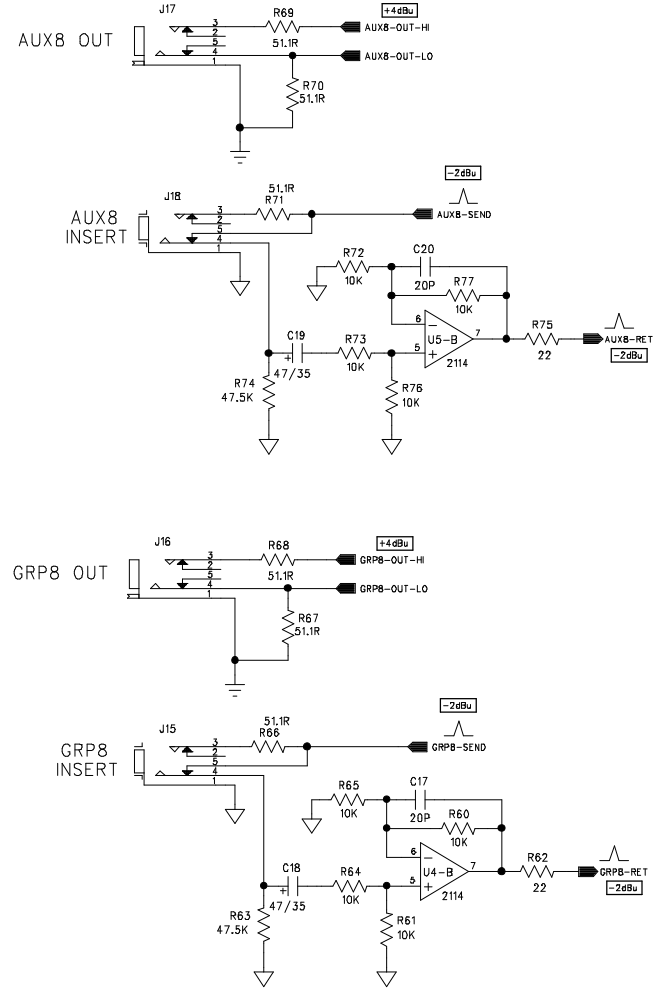 J17
3
2
5
4
1
AUX8 OUT
R69
51.1R
+4dBu
AUX8-OUT-HI
AUX8-OUT-LO
R70
51.1R
J18
3
2
5
4
1
AUX8
INSERT
51.1R
R71
-2dBu
AUX8-SEND
R72
10K
C20
20P
R77
10K
6
5
7
U5-B
2114
R75
22
AUX8-RET
-2dBu
C19
47/35
R73
10K
R74
47.5K
R76
10K
J16
3
2
5
4
1
GRP8 OUT
R68
51.1R
+4dBu
GRP8-OUT-HI
GRP8-OUT-LO
R67
51.1R
J15
3
2
5
4
1
GRP8
INSERT
51.1R
R66
-2dBu
GRP8-SEND
R65
10K
C17
20P
R60
10K
6
5
7
U4-B
2114
R62
22
GRP8-RET
-2dBu
C18
47/35
R64
10K
R63
47.5K
R61
10K